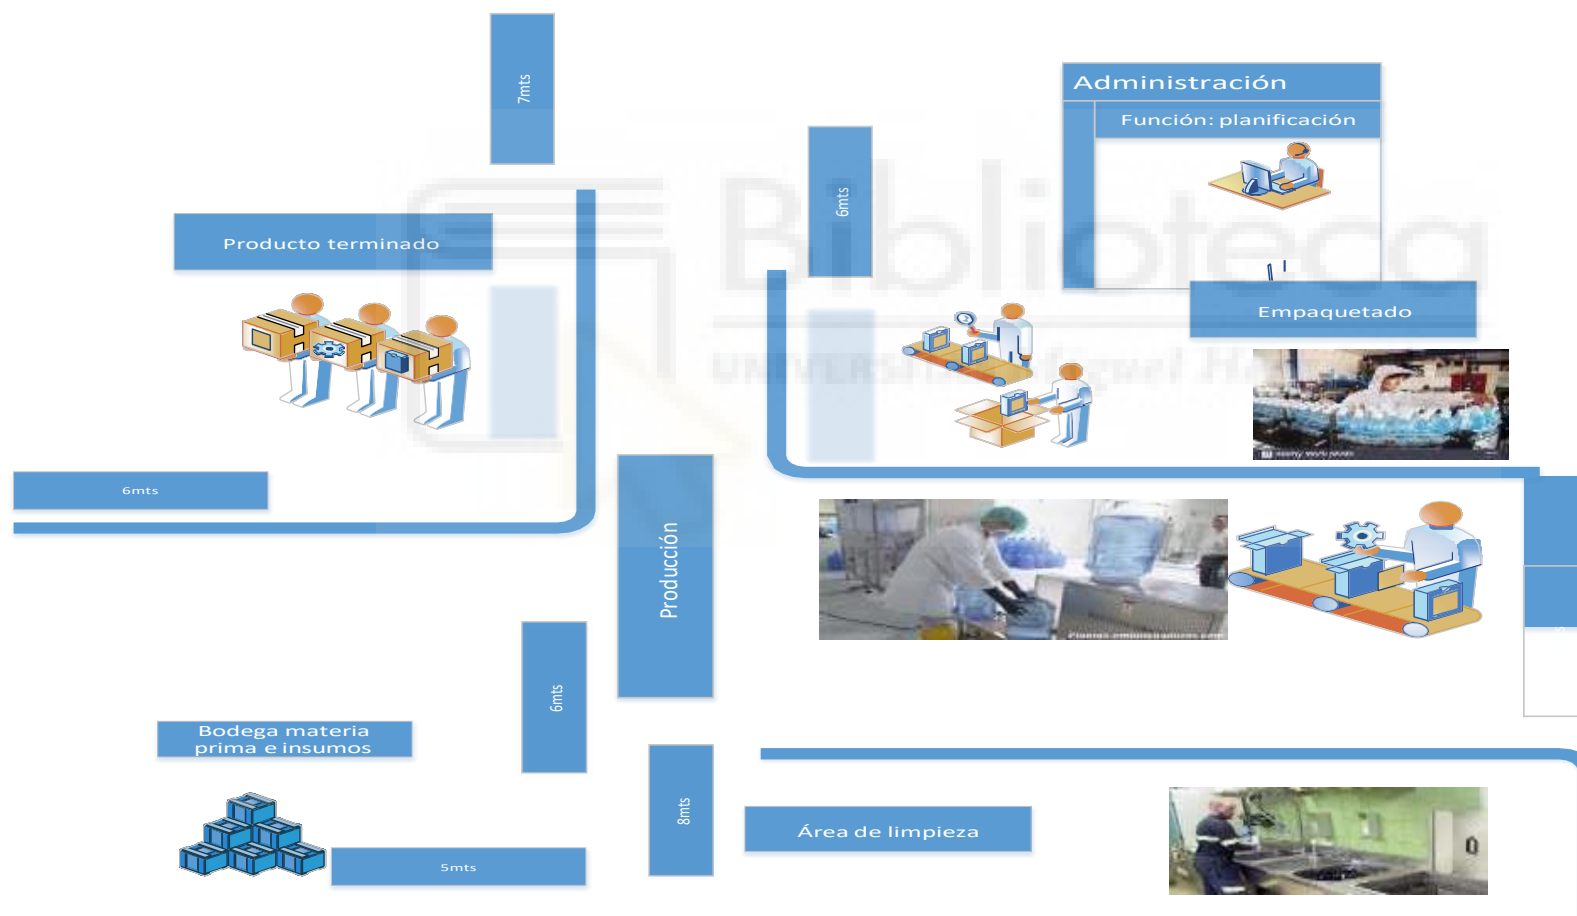 7mts
Administración
Función: planificación
6mts
Producto terminado
Empaquetado
Biblioteca
6mts
Producción
6mts
Bodega materia
prima e insumos
8mts
Área de limpieza
5mts